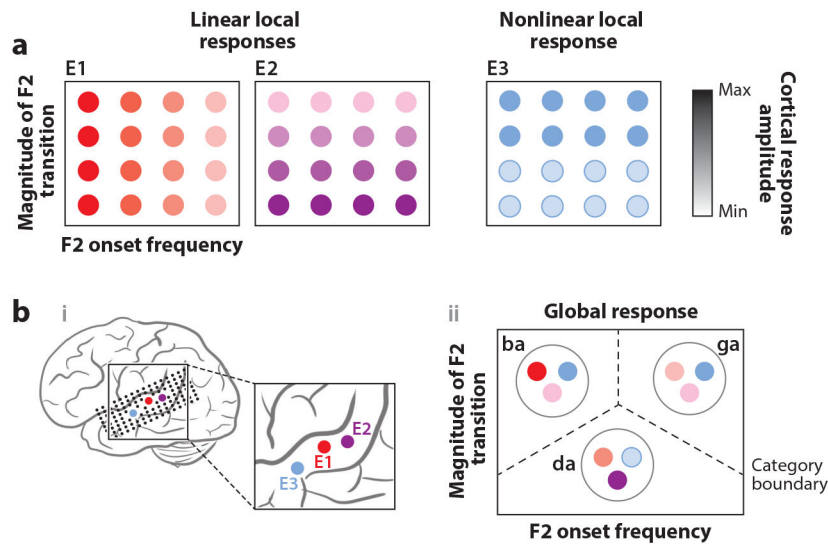 Linear local
responses
Nonlinear local
response
a
E1
E2
E3
Magnitude of F2
transition
F2 onset frequency
Max
Min
Cortical response
amplitude
b
i
E1
E2
E3
ii
Global response
ba
ga
da
Magnitude of F2
transition
Category
boundary
F2 onset frequency